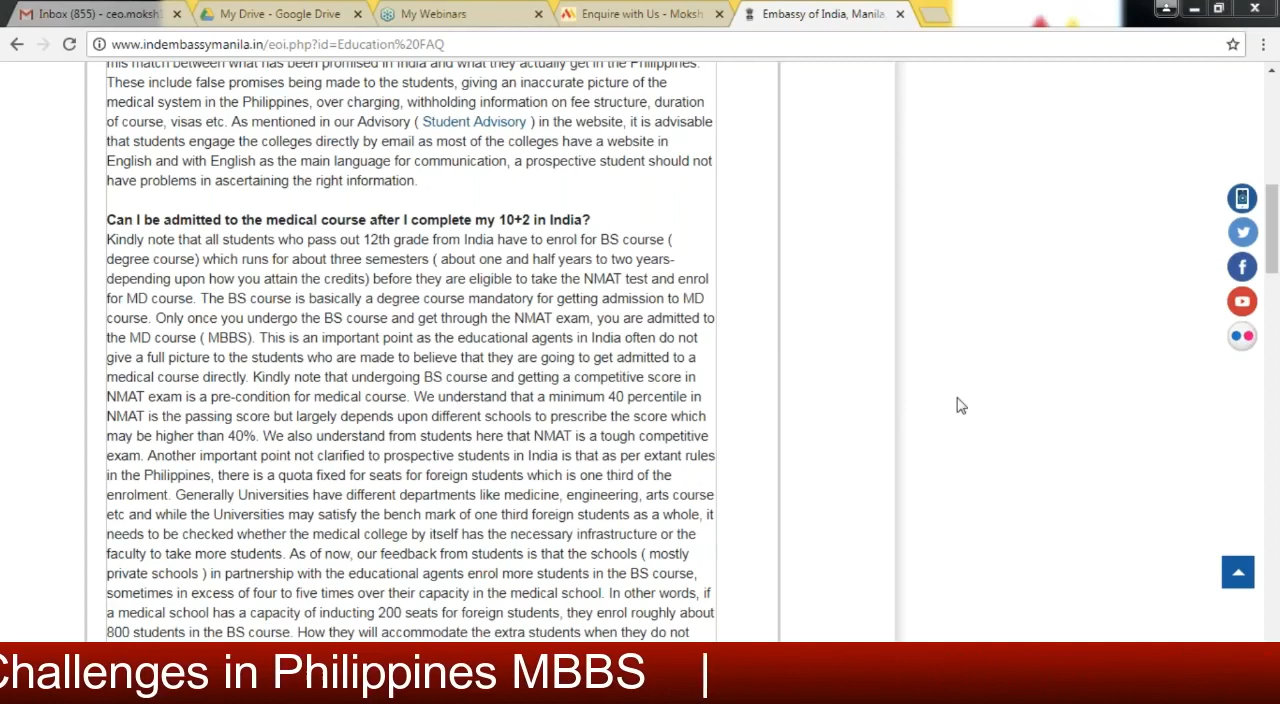 Inbox (855) - ceo.moksh
My Drive - Google Drive
My Webinars
Enquire with Us - Moksh
Embassy of India, Manila,
www.indembassymanila.in/eoi.php?id=Education%20FAQ
mis match between what has been promised in India and what they actually get in the Philippines.
These include false promises being made to the students, giving an inaccurate picture of the
medical system in the Philippines, over charging, withholding information on fee structure, duration
of course, visas etc. As mentioned in our Advisory ( Student Advisory ) in the website, it is advisable
that students engage the colleges directly by email as most of the colleges have a website in
English and with English as the main language for communication, a prospective student should not
have problems in ascertaining the right information.
Can I be admitted to the medical course after I complete my 10+2 in India?
Kindly note that all students who pass out 12th grade from India have to enrol for BS course (
degree course) which runs for about three semesters ( about one and half years to two years-
depending upon how you attain the credits) before they are eligible to take the NMAT test and enrol
for MD course. The BS course is basically a degree course mandatory for getting admission to MD
course. Only once you undergo the BS course and get through the NMAT exam, you are admitted to
the MD course ( MBBS). This is an important point as the educational agents in India often do not
give a full picture to the students who are made to believe that they are going to get admitted to a
medical course directly. Kindly note that undergoing BS course and getting a competitive score in
NMAT exam is a pre-condition for medical course. We understand that a minimum 40 percentile in
NMAT is the passing score but largely depends upon different schools to prescribe the score which
may be higher than 40%. We also understand from students here that NMAT is a tough competitive
exam. Another important point not clarified to prospective students in India is that as per extant rules
in the Philippines, there is a quota fixed for seats for foreign students which is one third of the
enrolment. Generally Universities have different departments like medicine, engineering, arts course
etc and while the Universities may satisfy the bench mark of one third foreign students as a whole, it
needs to be checked whether the medical college by itself has the necessary infrastructure or the
faculty to take more students. As of now, our feedback from students is that the schools ( mostly
private schools ) in partnership with the educational agents enrol more students in the BS course,
sometimes in excess of four to five times over their capacity in the medical school. In other words, if
a medical school has a capacity of inducting 200 seats for foreign students, they enrol roughly about
800 students in the BS course. How they will accommodate the extra students when they do not
Challenges in Philippines MBBS |